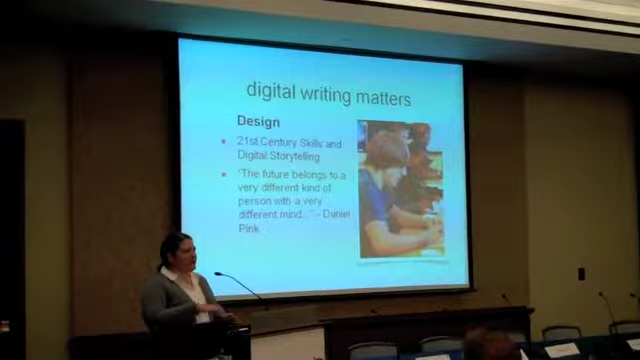 digital writing matters
Design
21st Century Skills and
Digital Storytelling
"The future belongs to a
very different kind of
person with a very
different mind..." - Daniel
Pink